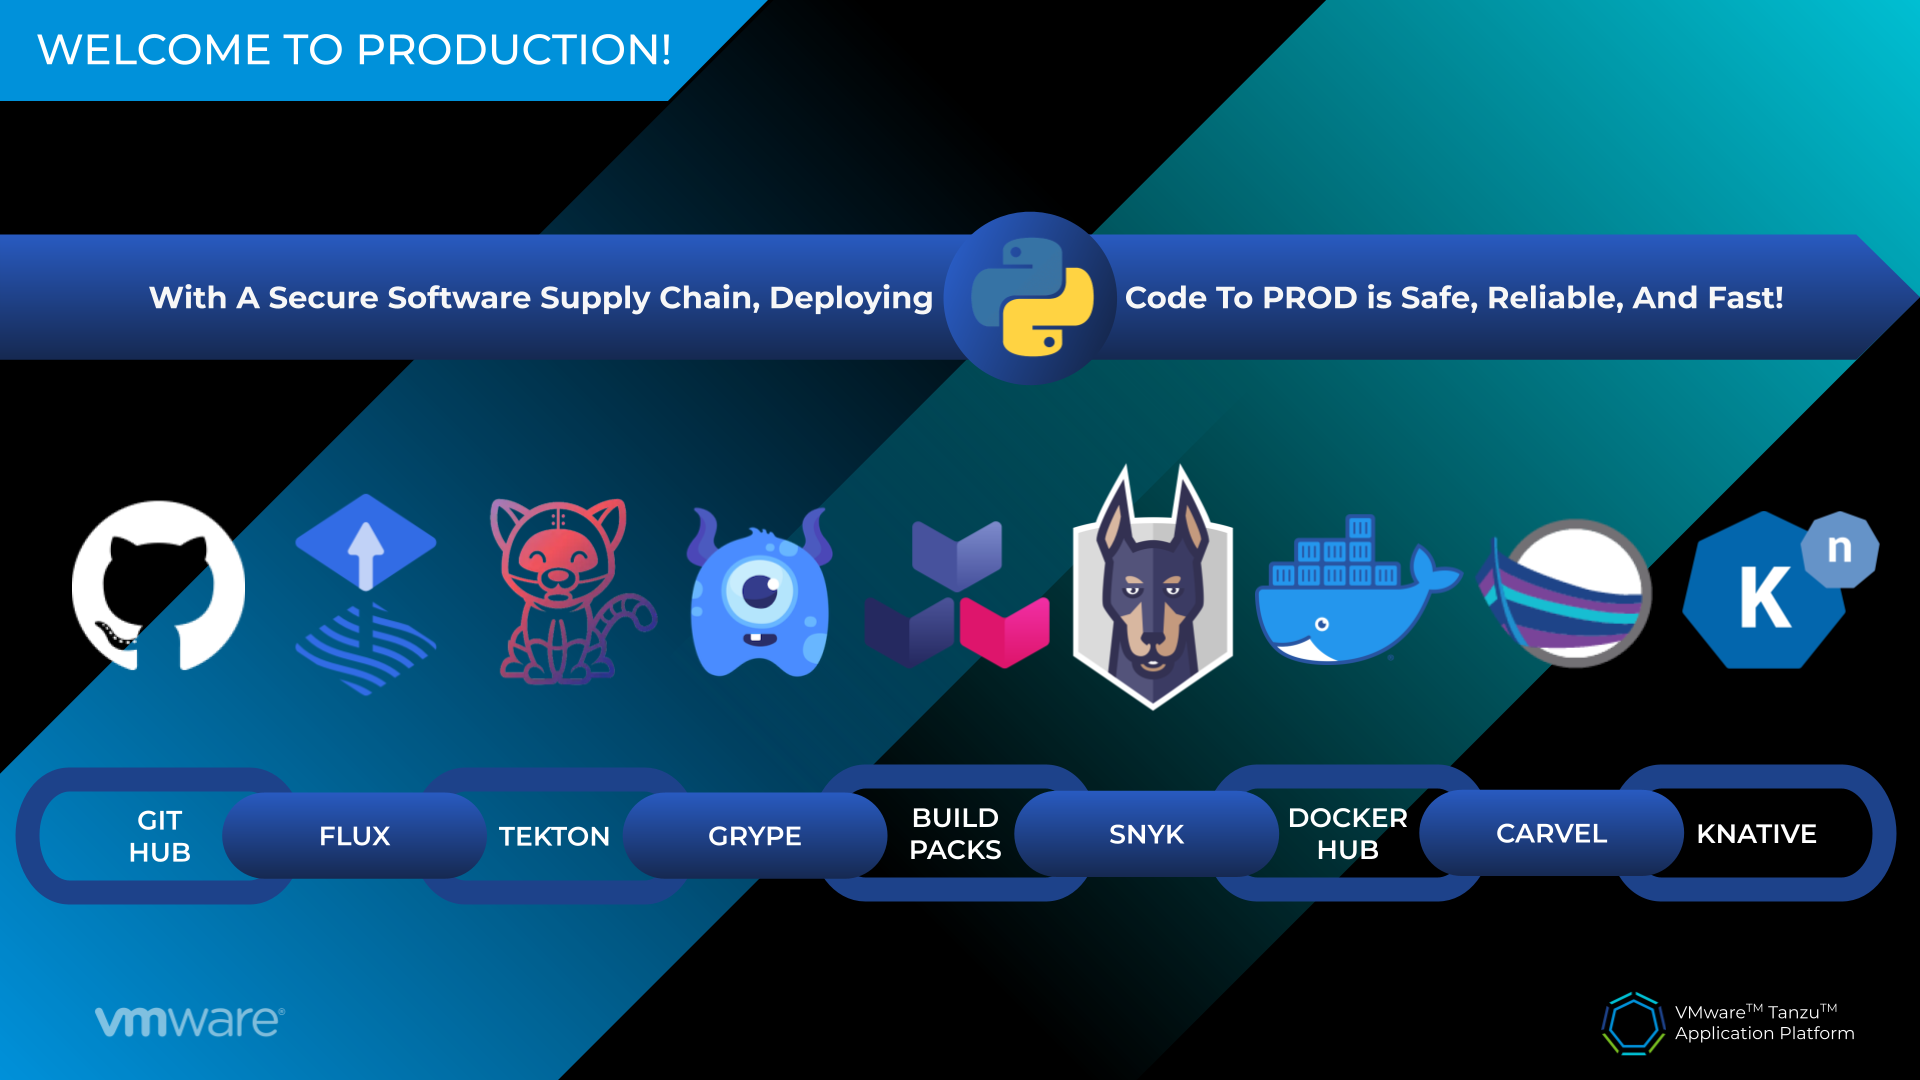 WELCOME TO PRODUCTION!
With A Secure Software Supply Chain, Deploying Code To PROD is Safe, Reliable, And Fast!
K n
GIT
HUB
FLUX
TEKTON
GRYPE
BUILD
PACKS
SNYK
DOCKER
HUB
CARVEL
KNATIVE
vmware®
VMware™ Tanzu™
Application Platform